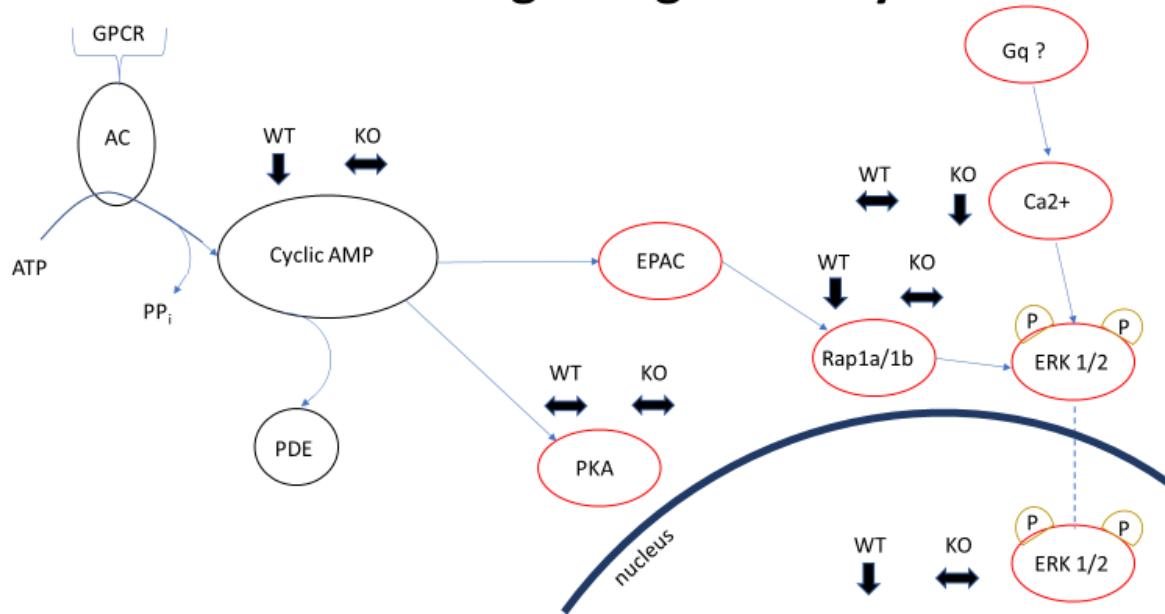 GPCR
Gq ?
AC
WT KO
WT KO
Ca2+
Cyclic AMP
EPAC
WT KO
ATP
PPi
P P
Rap1a/1b
ERK 1/2
WT KO
PDE
PKA
nucleus
P P
WT KO
ERK 1/2